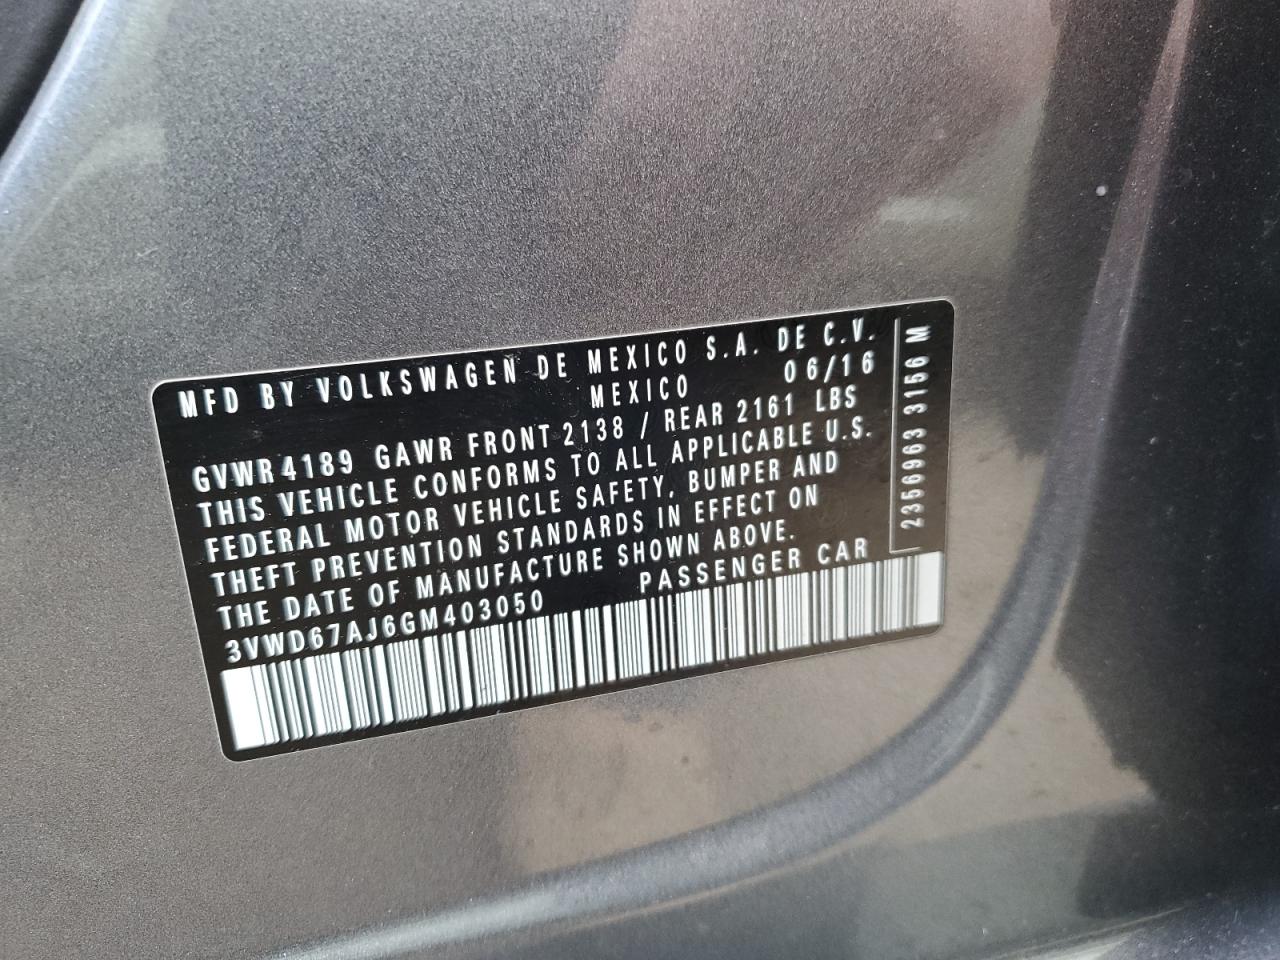 MFD BY VOLKSWAGEN DE MEXICO S.A. DE C.V.
MEXICO 06/16
GVWR 4189 GAWR FRONT 2138 / REAR 2161 LBS
THIS VEHICLE CONFORMS TO ALL APPLICABLE U.S.
FEDERAL MOTOR VEHICLE SAFETY, BUMPER AND
THEFT PREVENTION STANDARDS IN EFFECT ON
THE DATE OF MANUFACTURE SHOWN ABOVE.
3VWD67AJ6GM403050 PASSENGER CAR
2356963 3156 M